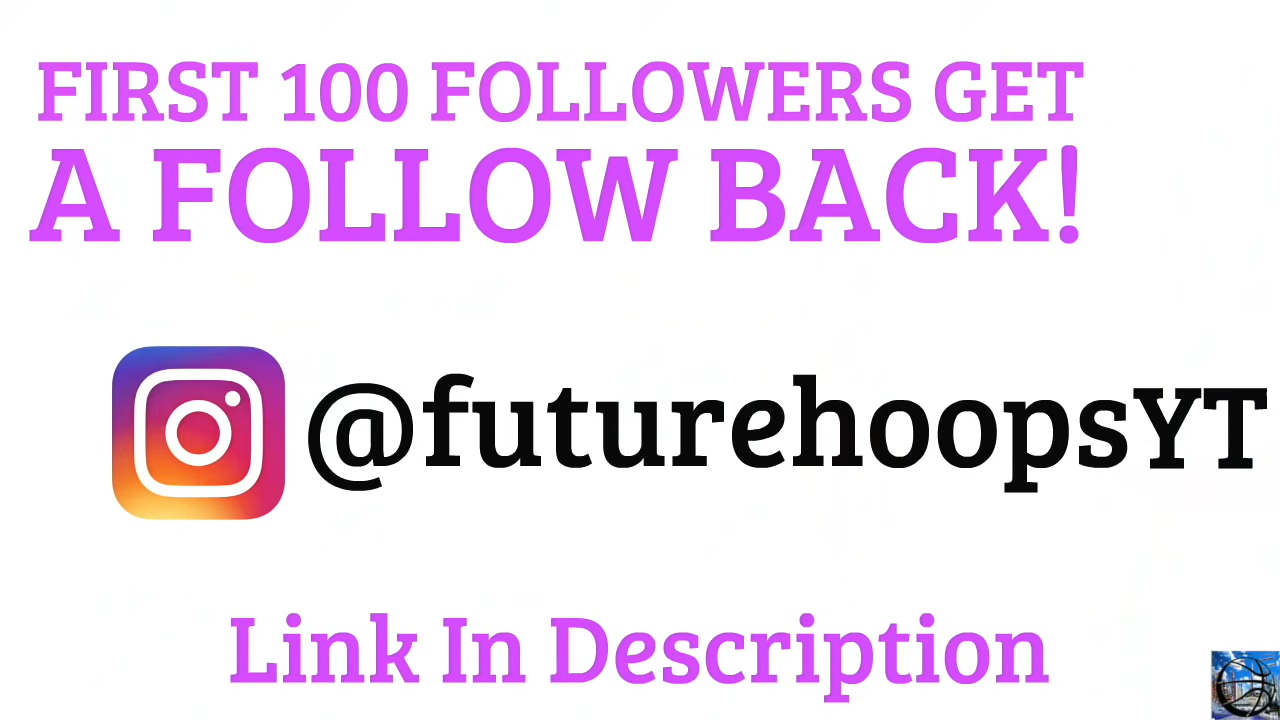 FIRST 100 FOLLOWERS GET
A FOLLOW BACK!
@futurehoopsYT
Link In Description